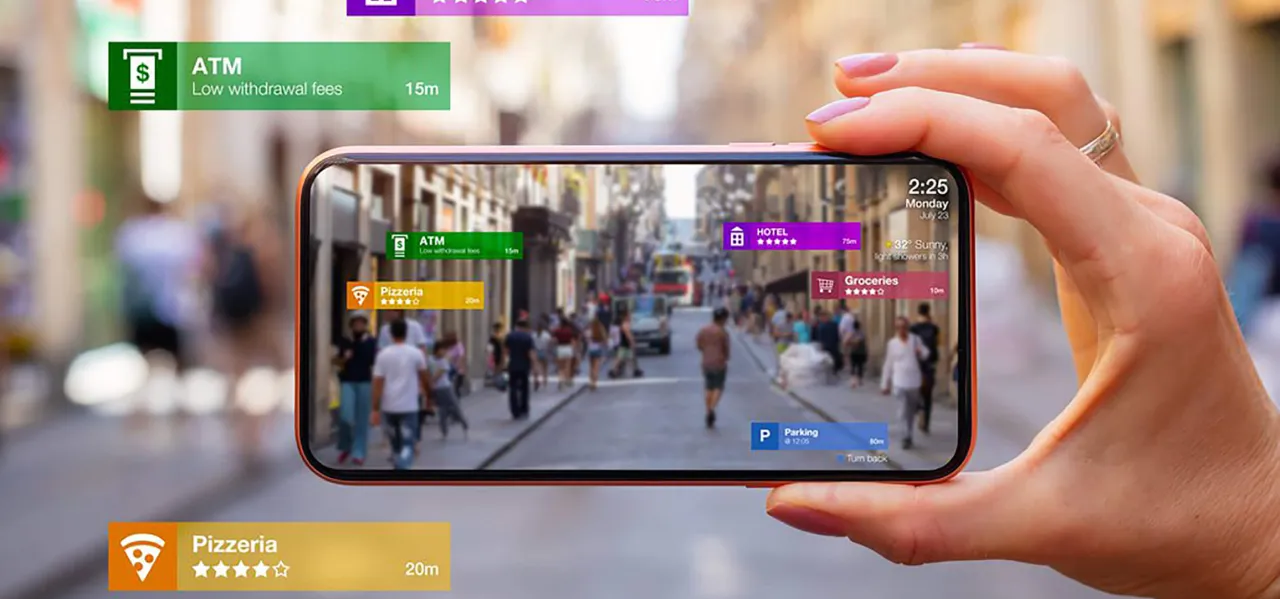 ATM
Low withdrawal fees
15m
2:25
Monday
July 23
32° Sunny,
light showers in 3h
ATM
Low withdrawal fees
15m
HOTEL
75m
Pizzeria
20m
Groceries
10m
P
Parking
@ 12:05
80m
Turn back
Pizzeria
20m